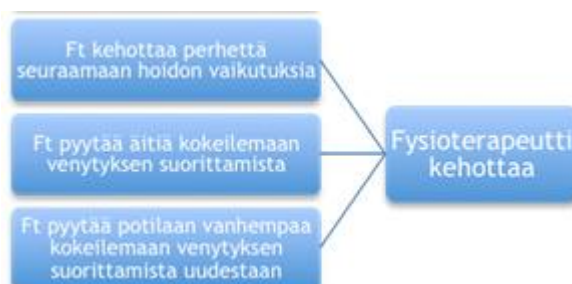 Ft kehottaa perhettä
seuraamaan hoidon vaikutuksia
Ft pyytää äitiä kokeilemaan
venytyksen suorittamista
Ft pyytää potilaan vanhempaa
kokeilemaan venytyksen
suorittamista uudestaan
Fysioterapeutti
kehottaa